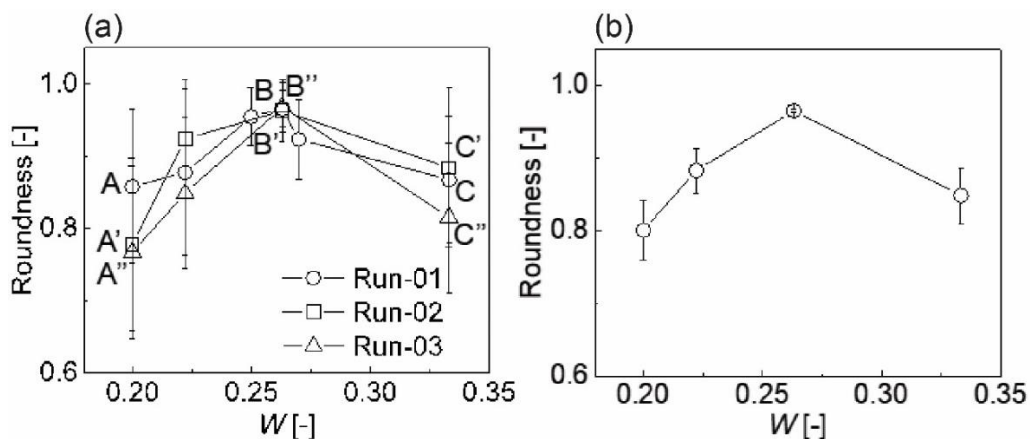 (a)
Roundness [-]
1.0
0.8
0.6
A
A’
A”
B
B’
B”
C’
C
C”
Run-01
Run-02
Run-03
0.20 0.25 0.30 0.35
W [-]
(b)
Roundness [-]
1.0
0.8
0.6
0.20 0.25 0.30 0.35
W [-]